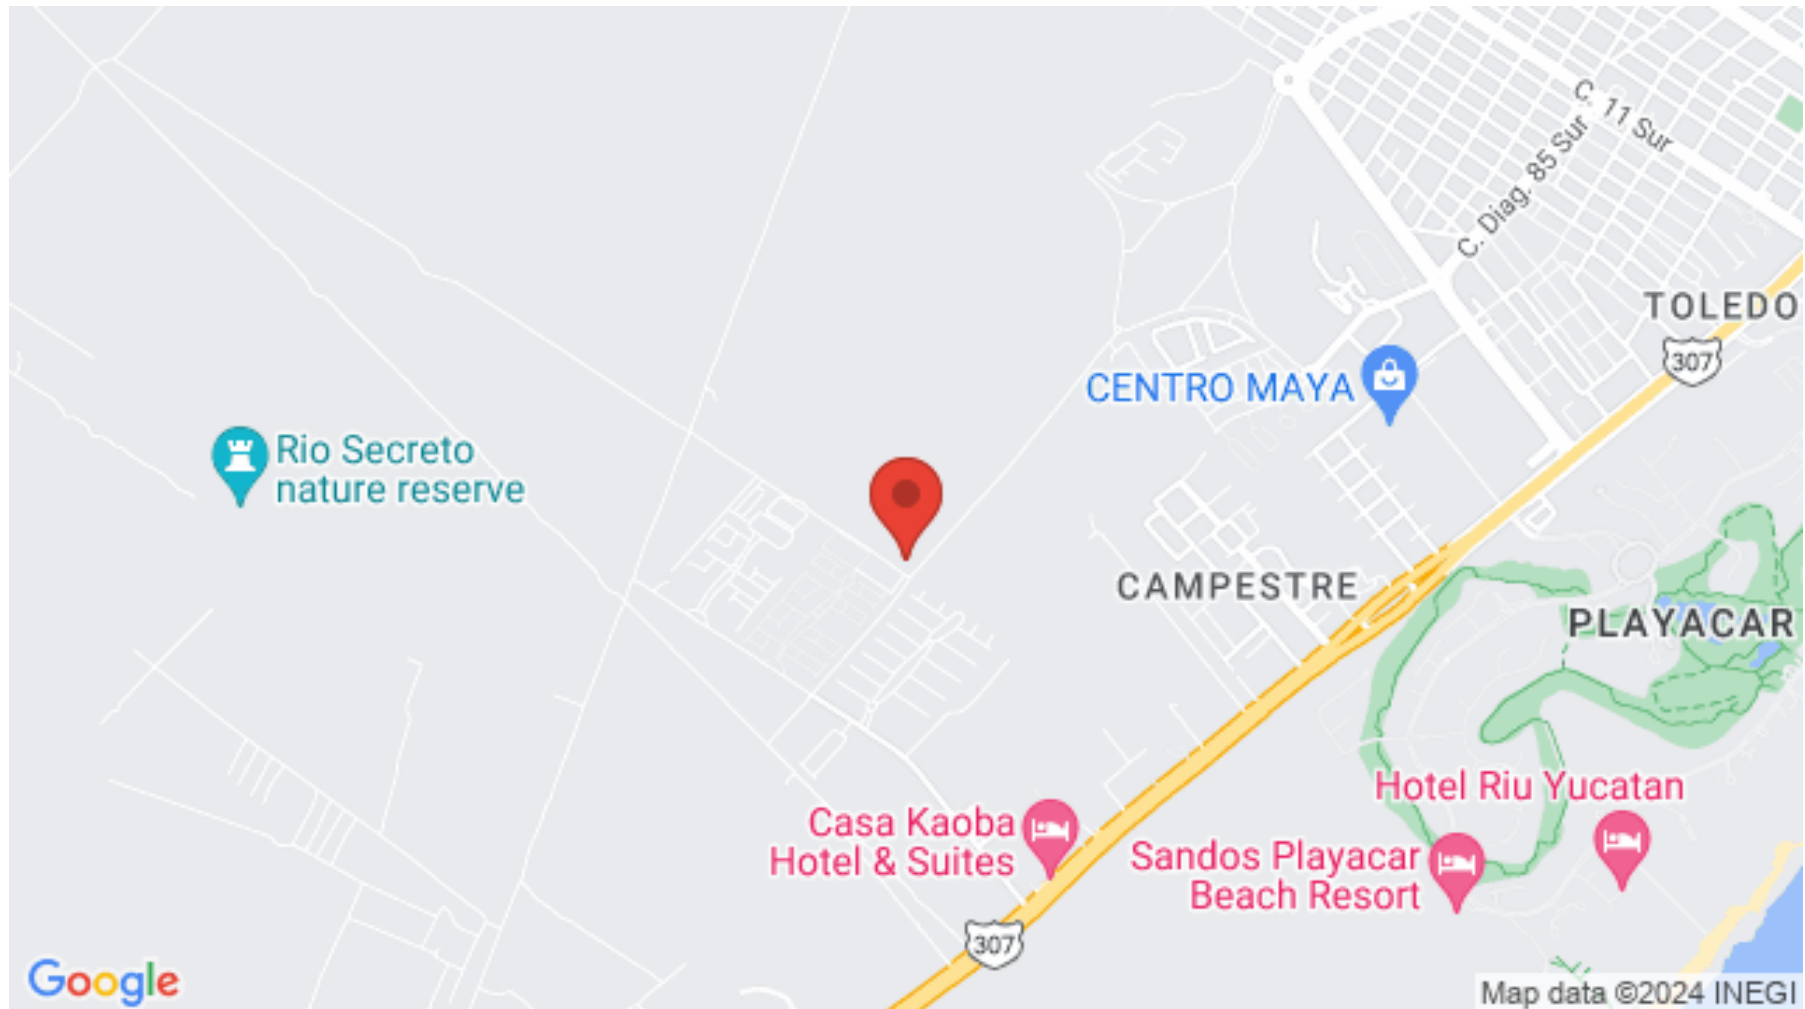 C. 11 Sur
C. Diag. 85 Sur
TOLEDO
307
CENTRO MAYA
Rio Secreto
nature reserve
CAMPESTRE
PLAYACAR
Hotel Riu Yucatan
Casa Kaoba
Hotel & Suites
Sandos Playacar
Beach Resort
307
Google
Map data ©2024 INEGI